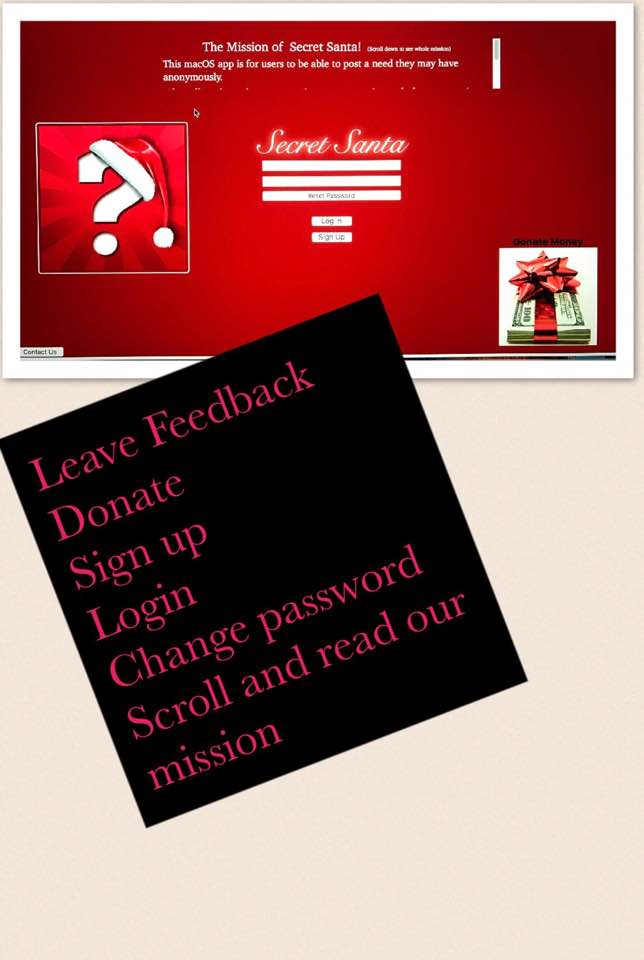 The Mission of Secret Santa! (Scroll down to see whole mission)
This macOS app is for users to be able to post a need they may have
anonymously.
Secret Santa
Reset Password
Log In
Sign Up
Donate Money
100
Contact Us
Leave Feedback
Donate
Sign up
Login
Change password
Scroll and read our
mission